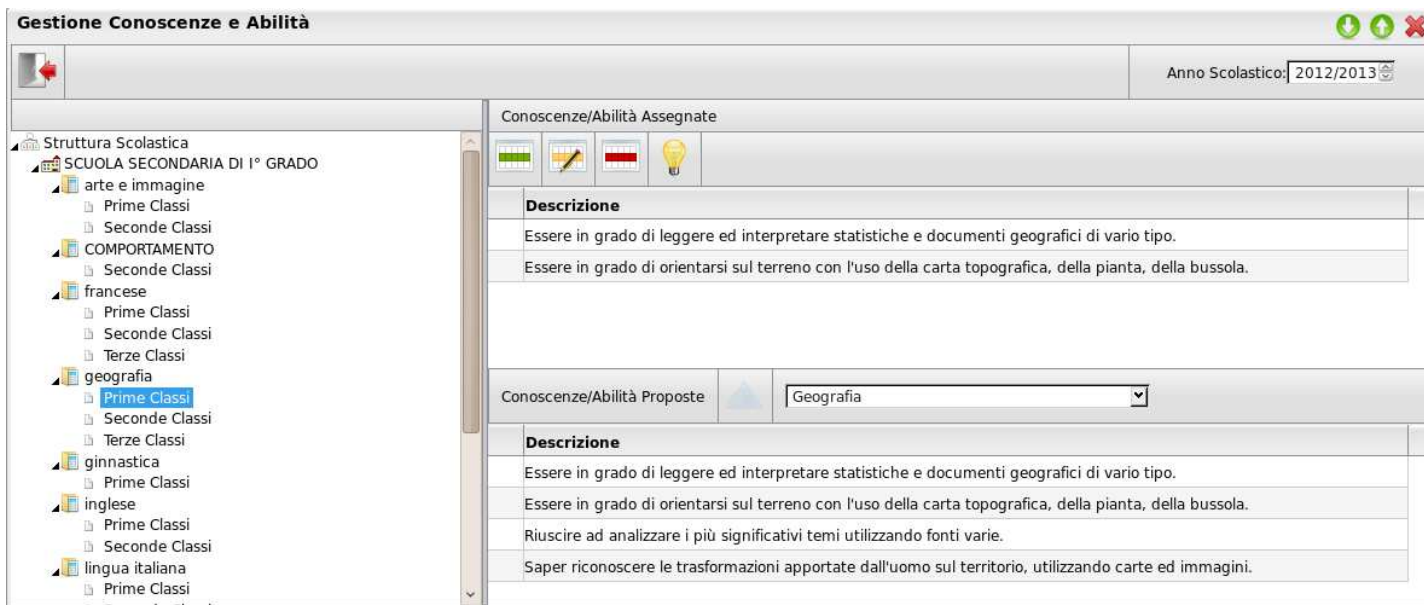 Gestione Conoscenze e Abilità
Anno Scolastico: 2012/2013
Struttura Scolastica
SCUOLA SECONDARIA DI I° GRADO
arte e immagine
Prime Classi
Seconde Classi
COMPORTAMENTO
Seconde Classi
francese
Prime Classi
Seconde Classi
Terze Classi
geografia
Prime Classi
Seconde Classi
Terze Classi
ginnastica
Prime Classi
inglese
Prime Classi
Seconde Classi
lingua italiana
Prime Classi
Conoscenze/Abilità Assegnate
Descrizione
Essere in grado di leggere ed interpretare statistiche e documenti geografici di vario tipo.
Essere in grado di orientarsi sul terreno con l'uso della carta topografica, della pianta, della bussola.
Conoscenze/Abilità Proposte
Geografia
Descrizione
Essere in grado di leggere ed interpretare statistiche e documenti geografici di vario tipo.
Essere in grado di orientarsi sul terreno con l'uso della carta topografica, della pianta, della bussola.
Riuscire ad analizzare i più significativi temi utilizzando fonti varie.
Saper riconoscere le trasformazioni apportate dall'uomo sul territorio, utilizzando carte ed immagini.